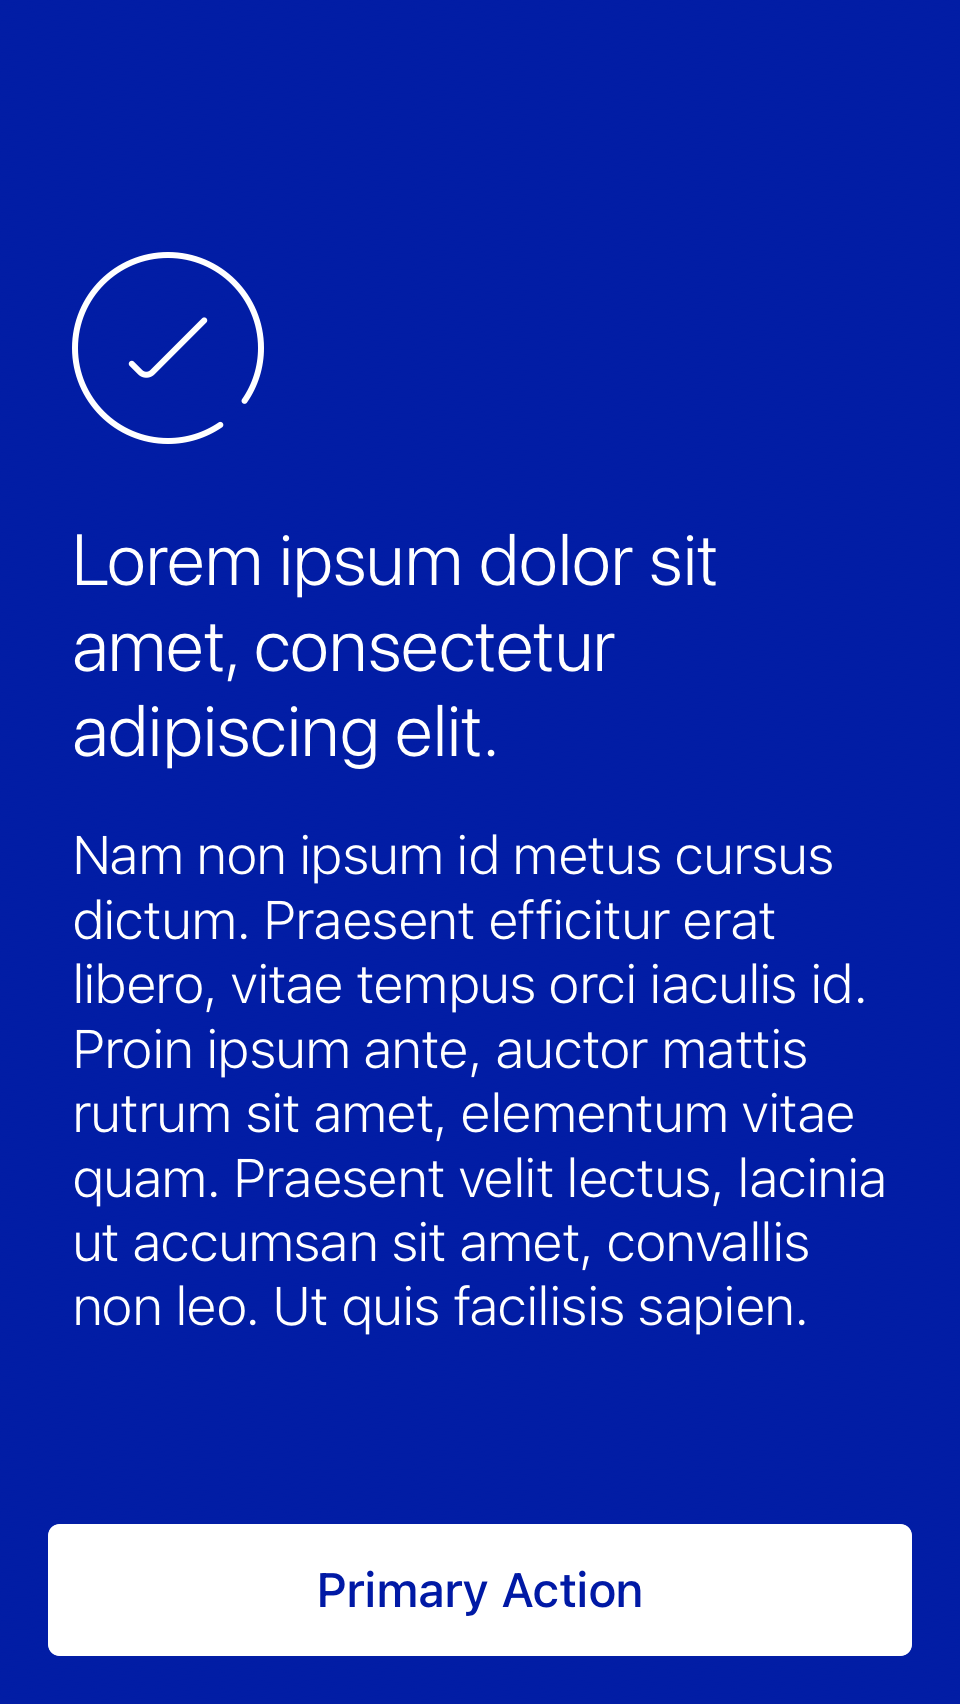 Lorem ipsum dolor sit
amet, consectetur
adipiscing elit.
Nam non ipsum id metus cursus
dictum. Praesent efficitur erat
libero, vitae tempus orci iaculis id.
Proin ipsum ante, auctor mattis
rutrum sit amet, elementum vitae
quam. Praesent velit lectus, lacinia
ut accumsan sit amet, convallis
non leo. Ut quis facilisis sapien.
Primary Action